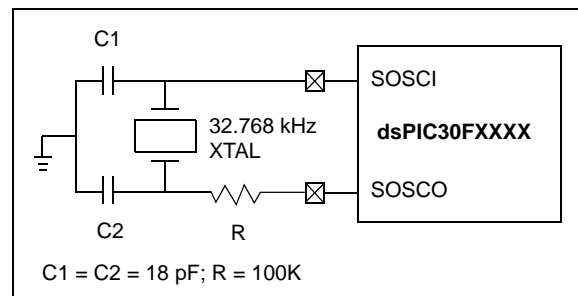 C1
SOSCI
32.768 kHz
XTAL
dsPIC30FXXXX
SOSCO
C2
R
C1 = C2 = 18 pF; R = 100K